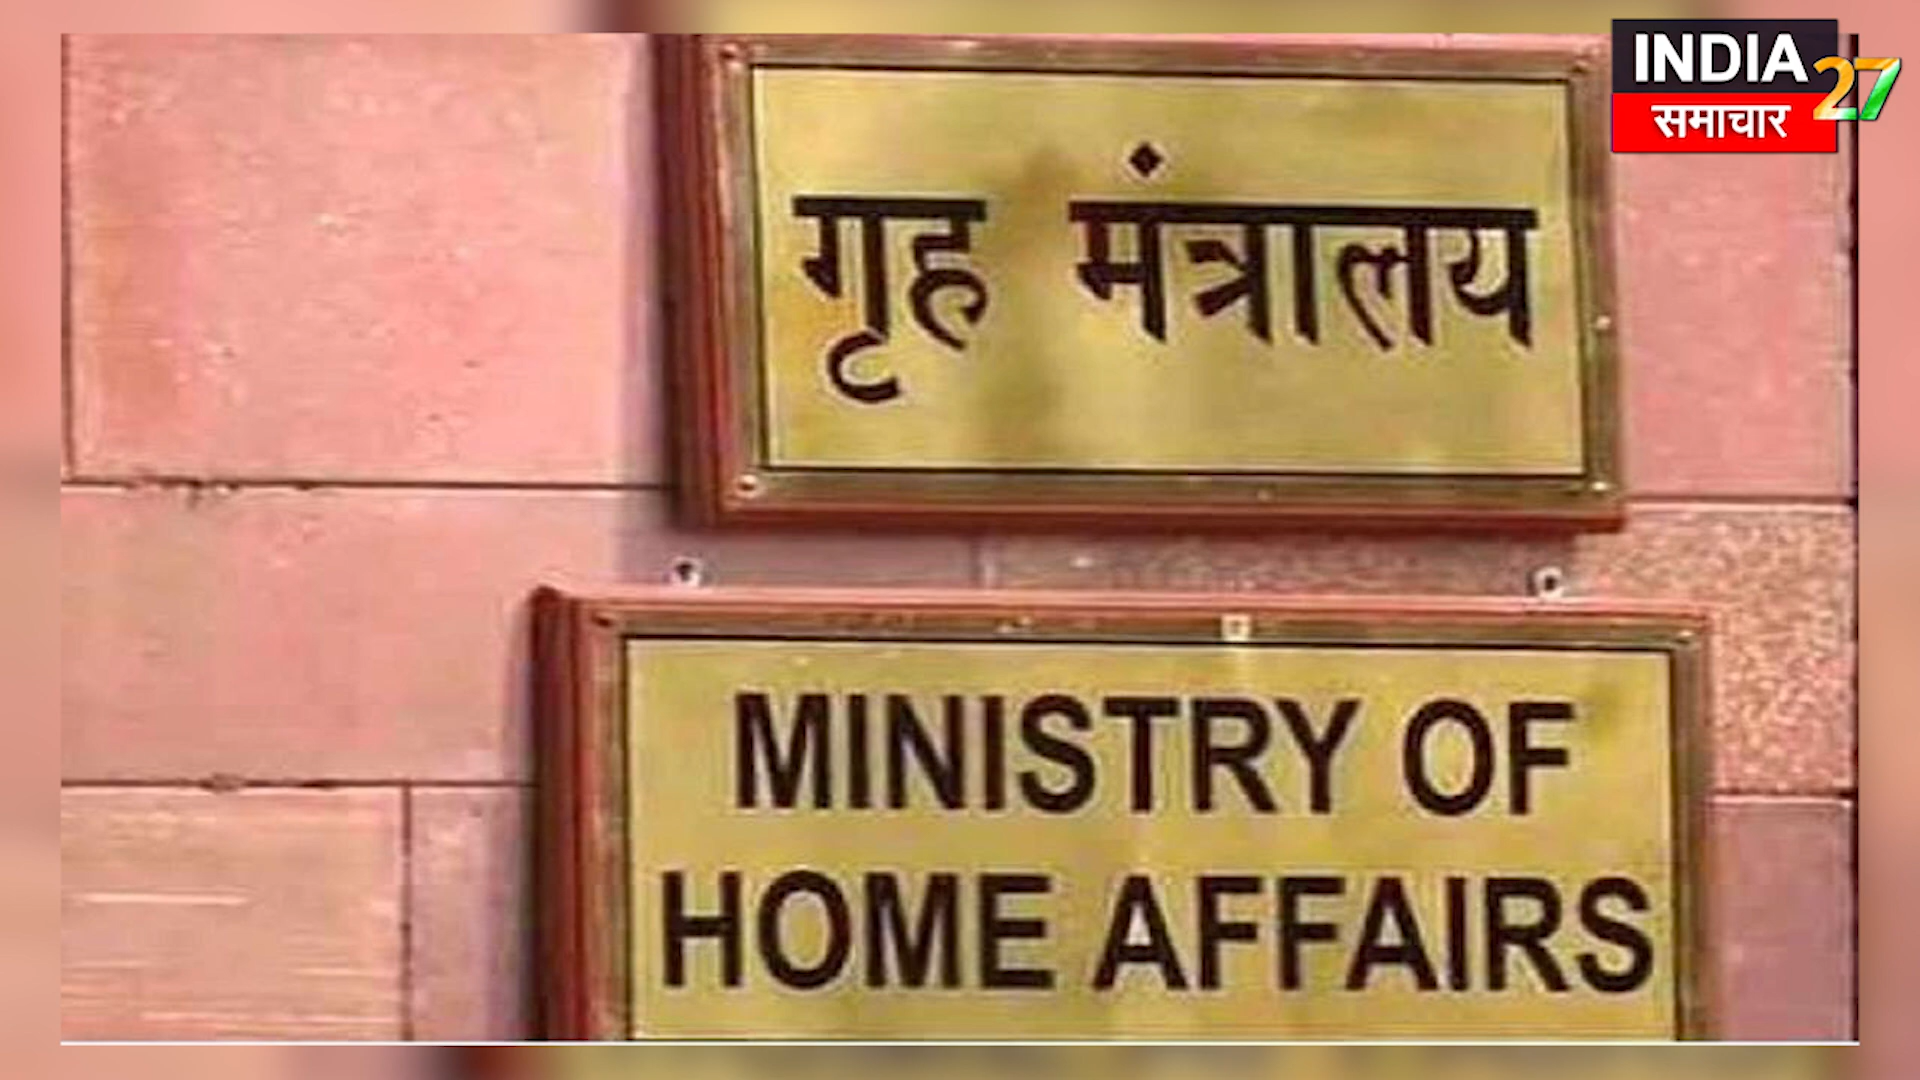 INDIA 27
समाचार
गृह मंत्रालय
MINISTRY OF
HOME AFFAIRS